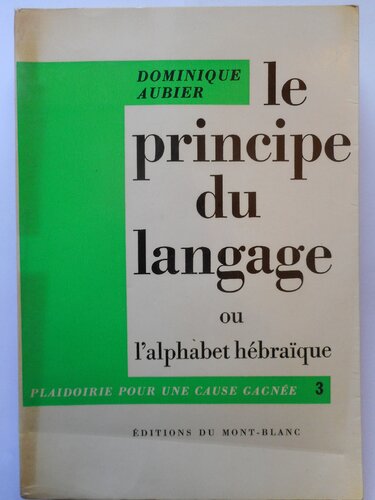 DOMINIQUE
AUBIER
le
principe
du
langage
ou
l'alphabet hébraïque
PLAIDOIRIE POUR UNE CAUSE GAGNÉE 3
ÉDITIONS DU MONT-BLANC